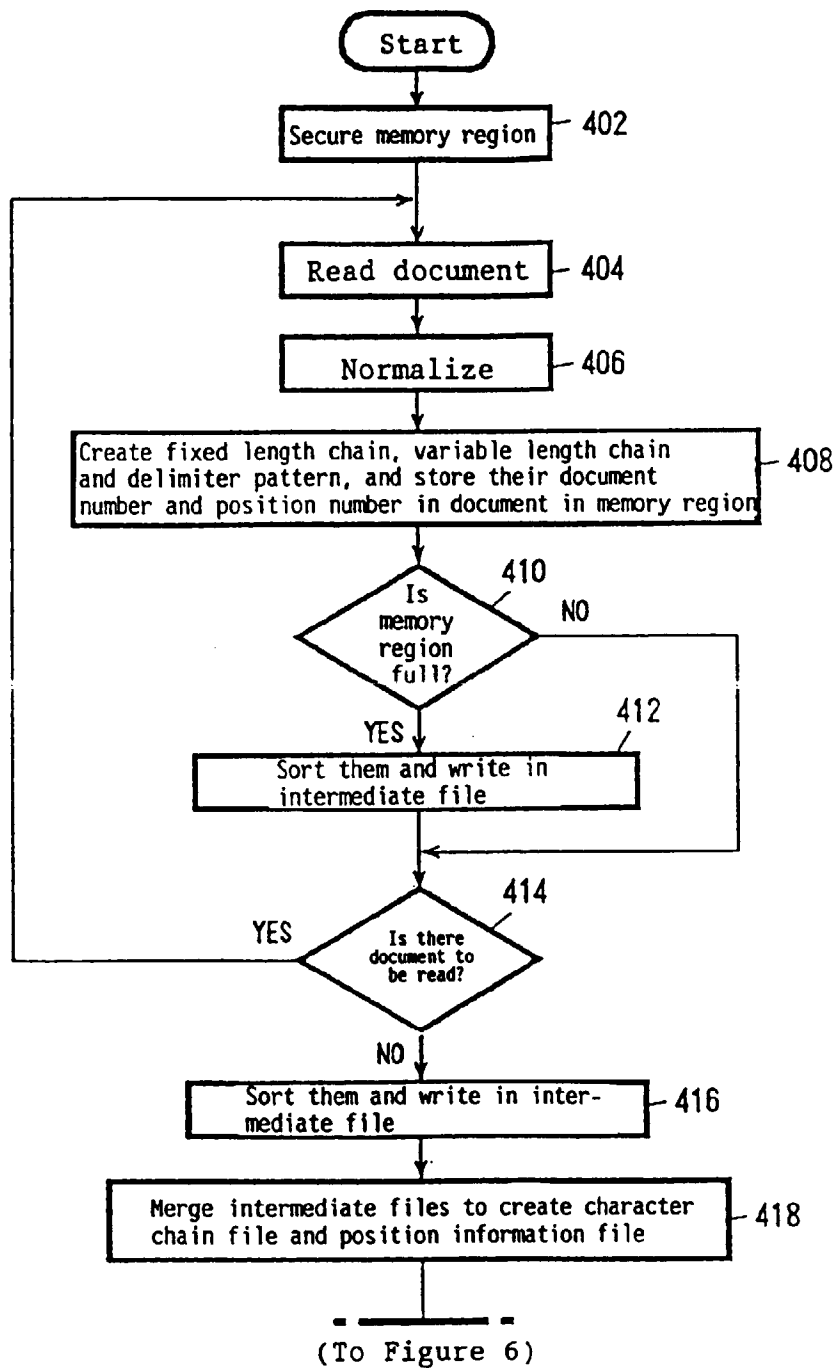 Start
Secure memory region
402
Read document
404
Normalize
406
Create fixed length chain, variable length chain
and delimiter pattern, and store their document
number and position number in document in memory region
408
410
Is
memory
region
full?
NO
YES
412
Sort them and write in
intermediate file
414
YES
Is there
document to
be read?
NO
Sort them and write in inter-
mediate file
416
Merge intermediate files to create character
chain file and position information file
418
(To Figure 6)